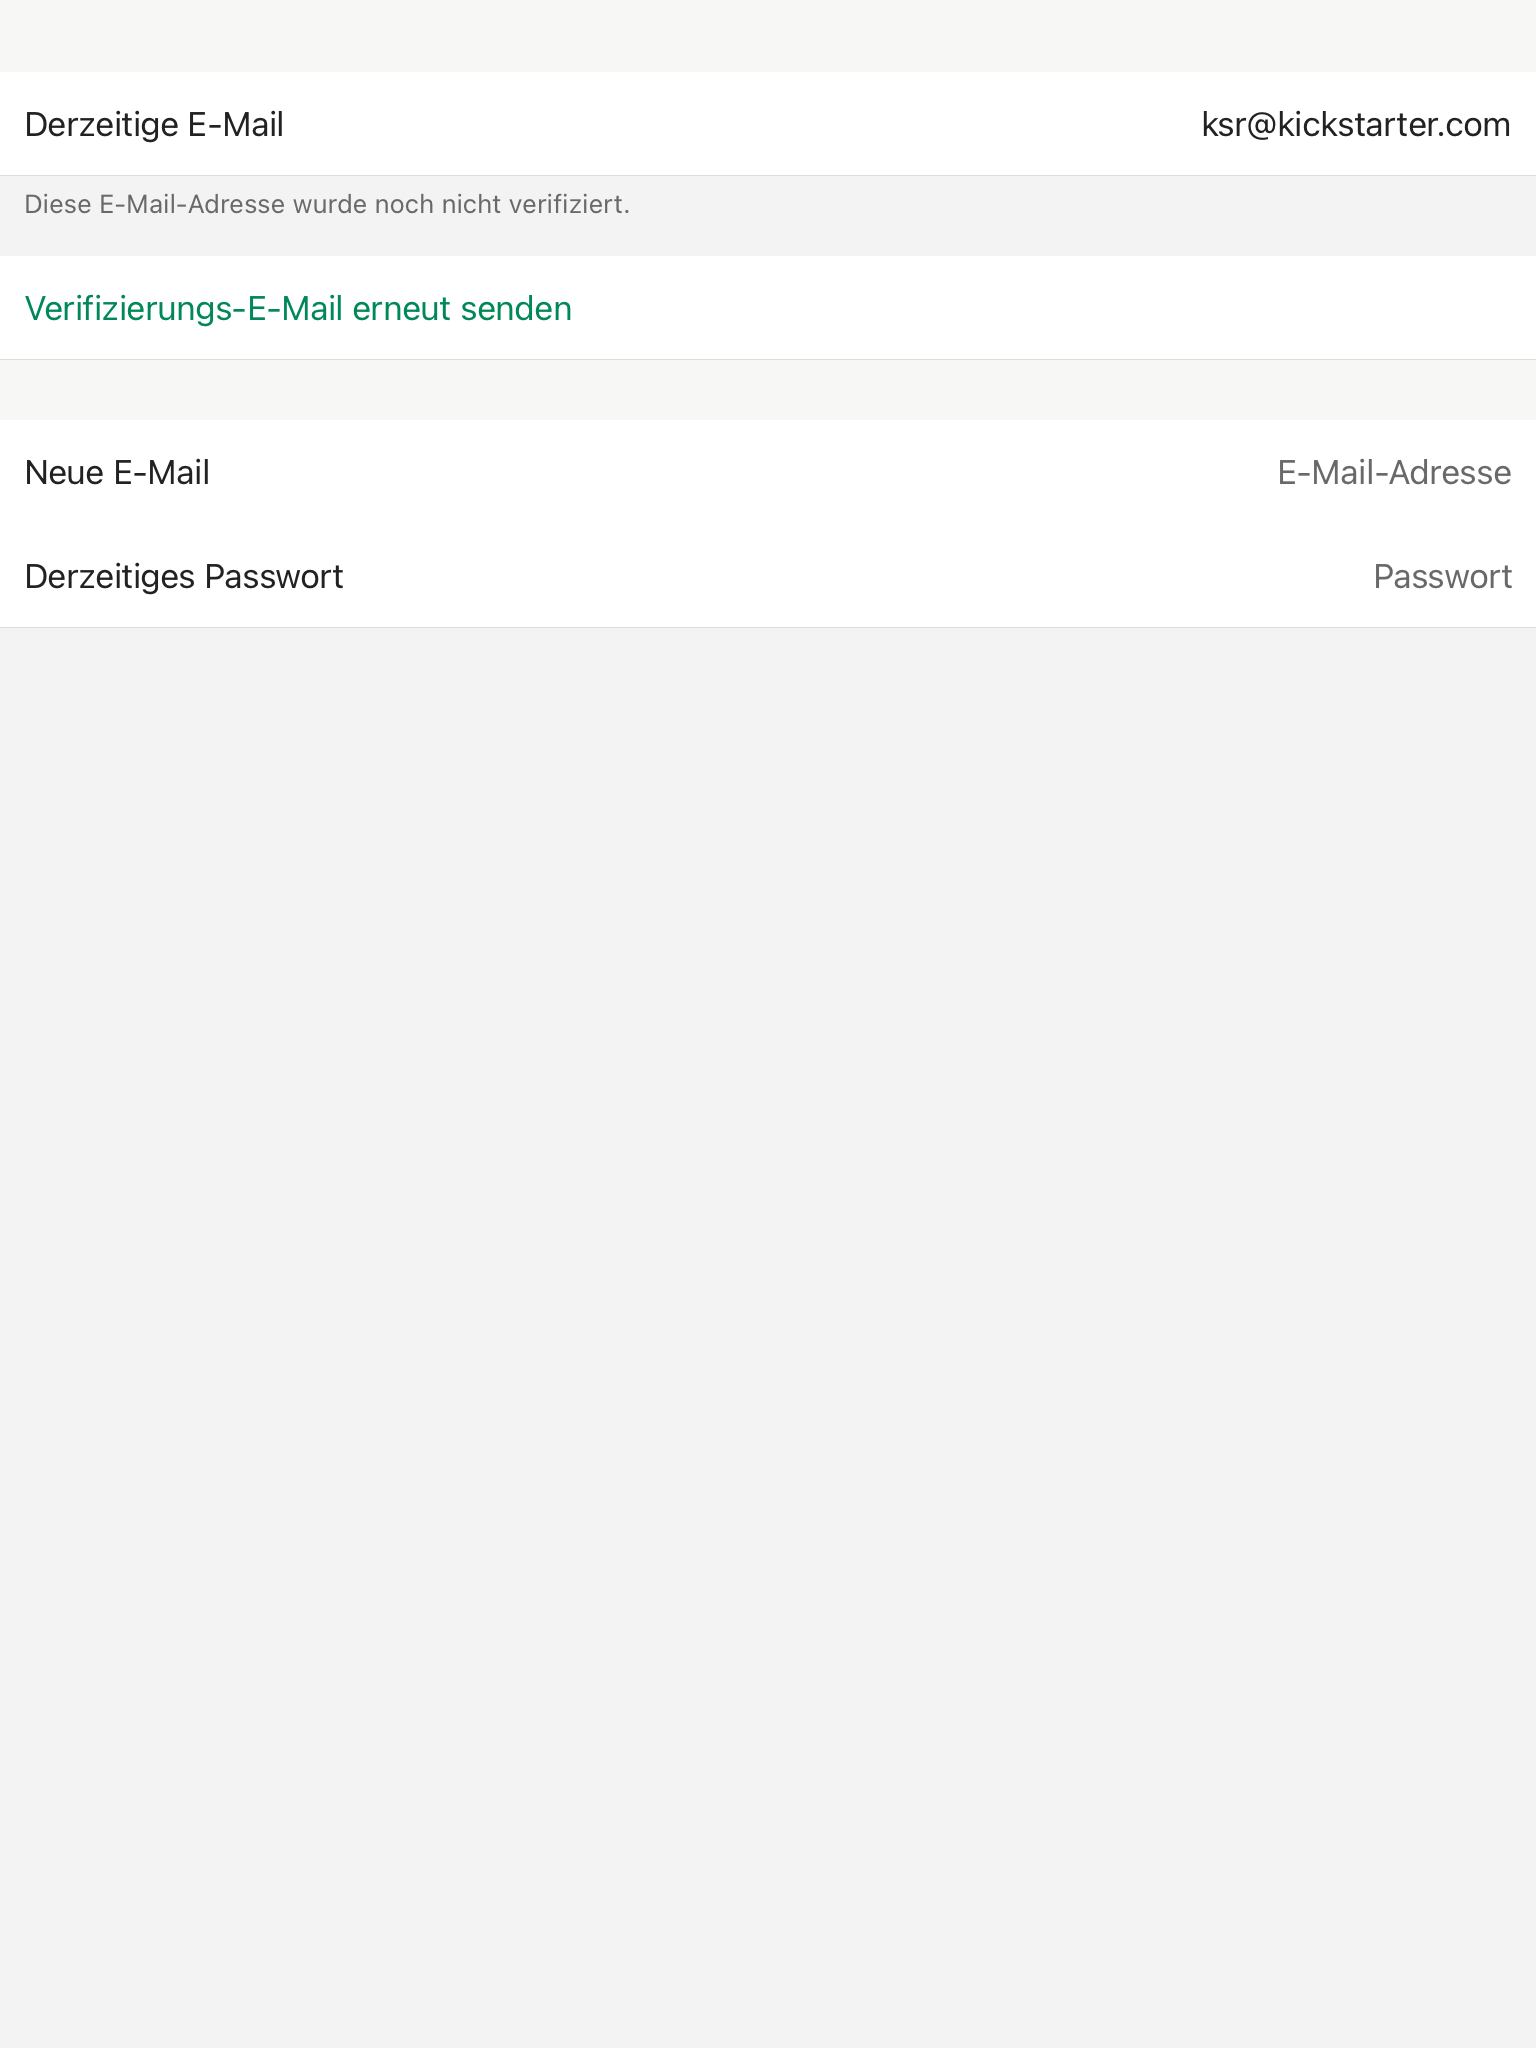 Derzeitige E-Mail ksr@kickstarter.com
Diese E-Mail-Adresse wurde noch nicht verifiziert.
Verifizierungs-E-Mail erneut senden
Neue E-Mail E-Mail-Adresse
Derzeitiges Passwort Passwort